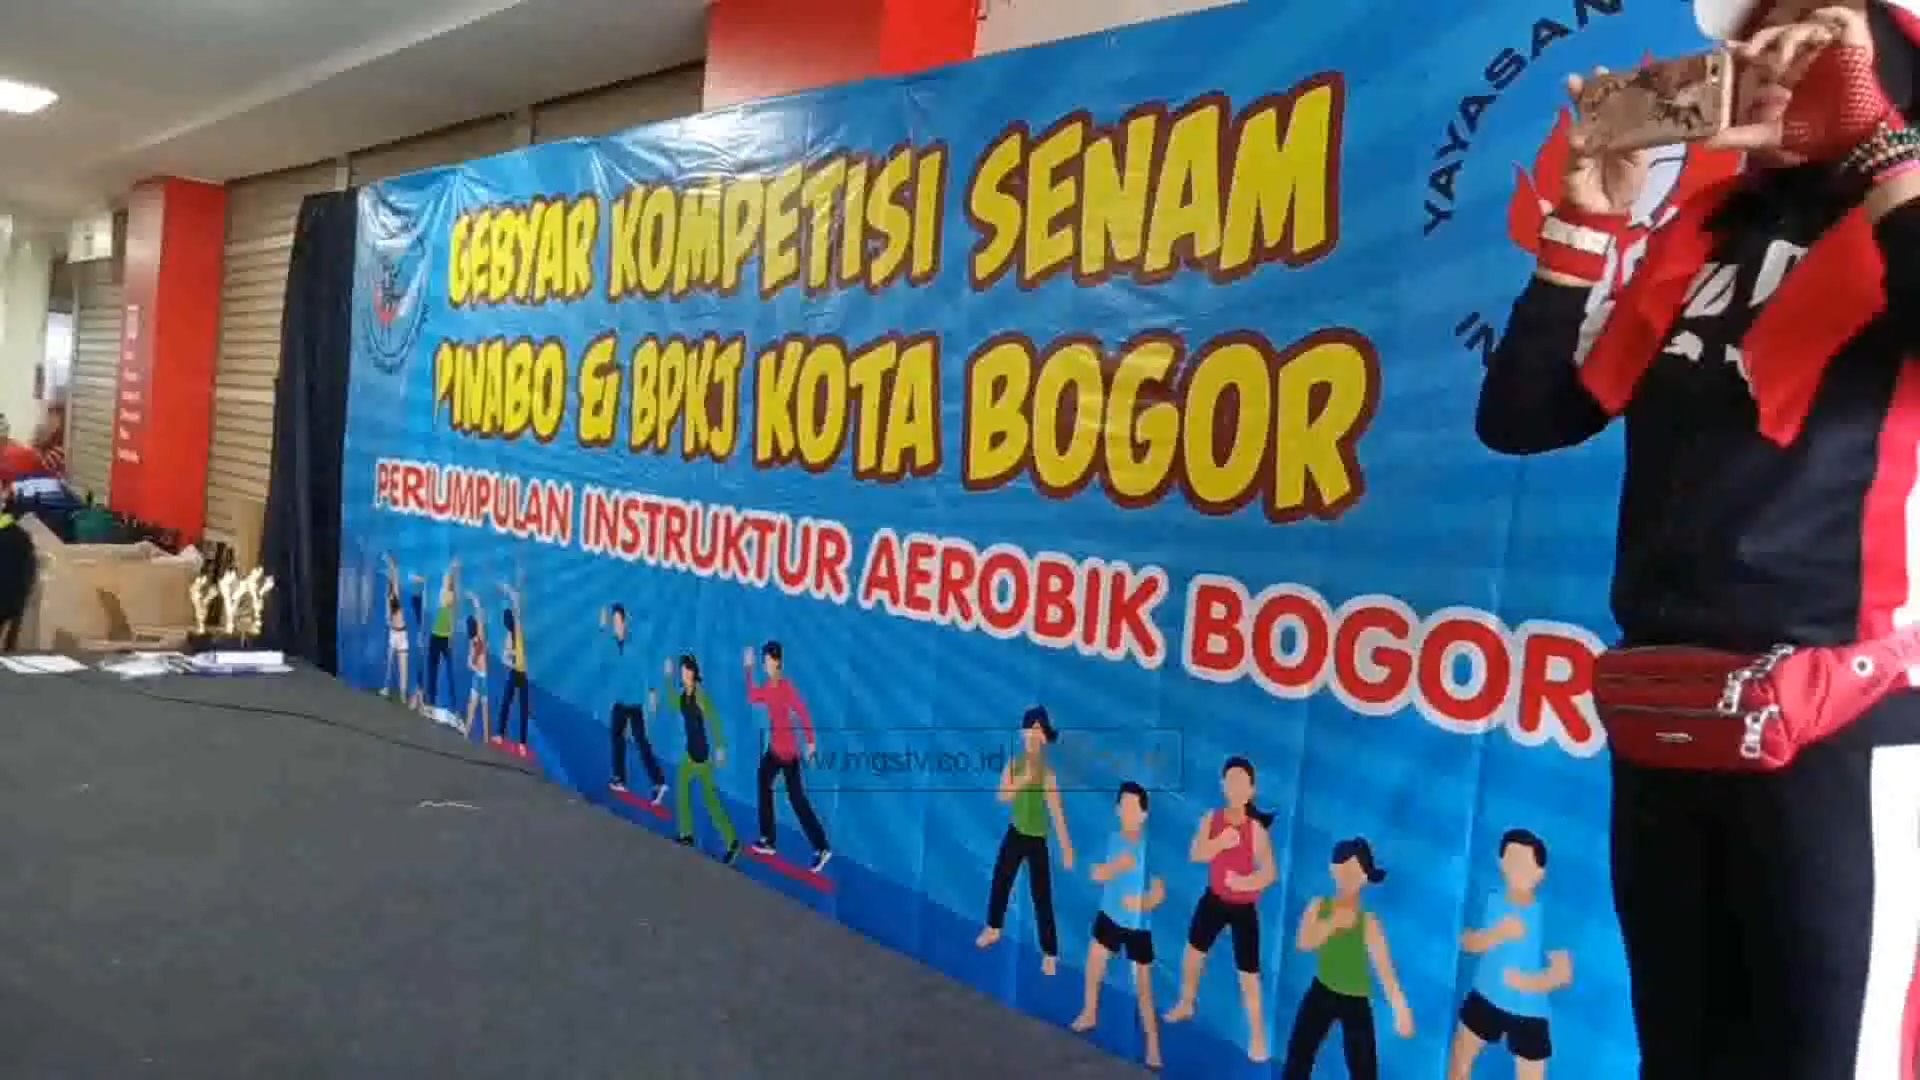 GEBYAR KOMPETISI SENAM
PINABO & BPKJ KOTA BOGOR
PERKUMPULAN INSTRUKTUR AEROBIK BOGOR
YAYASAN
www.mgstv.co.id